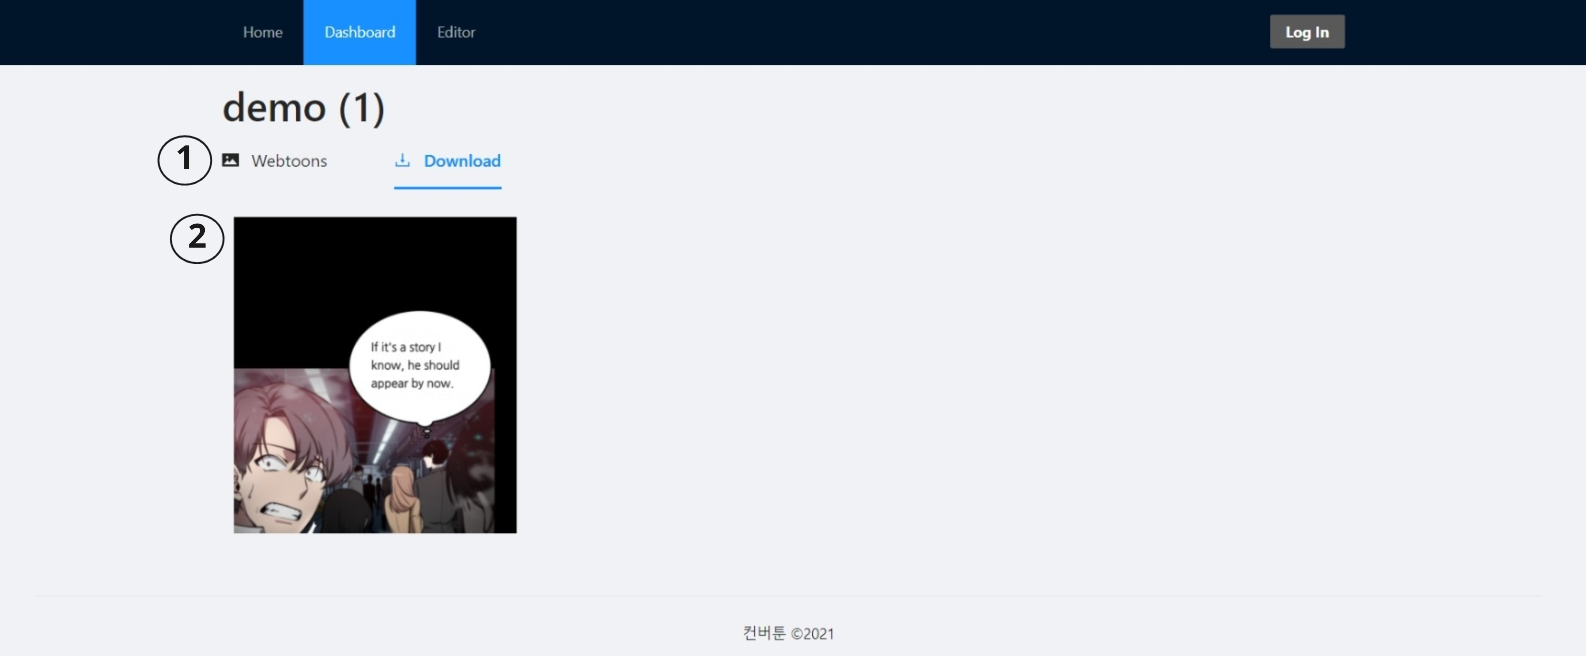 Home Dashboard Editor Log In
demo (1)
1 Webtoons Download
2
If it's a story I
know, he should
appear by now.
컨버툰 ©2021